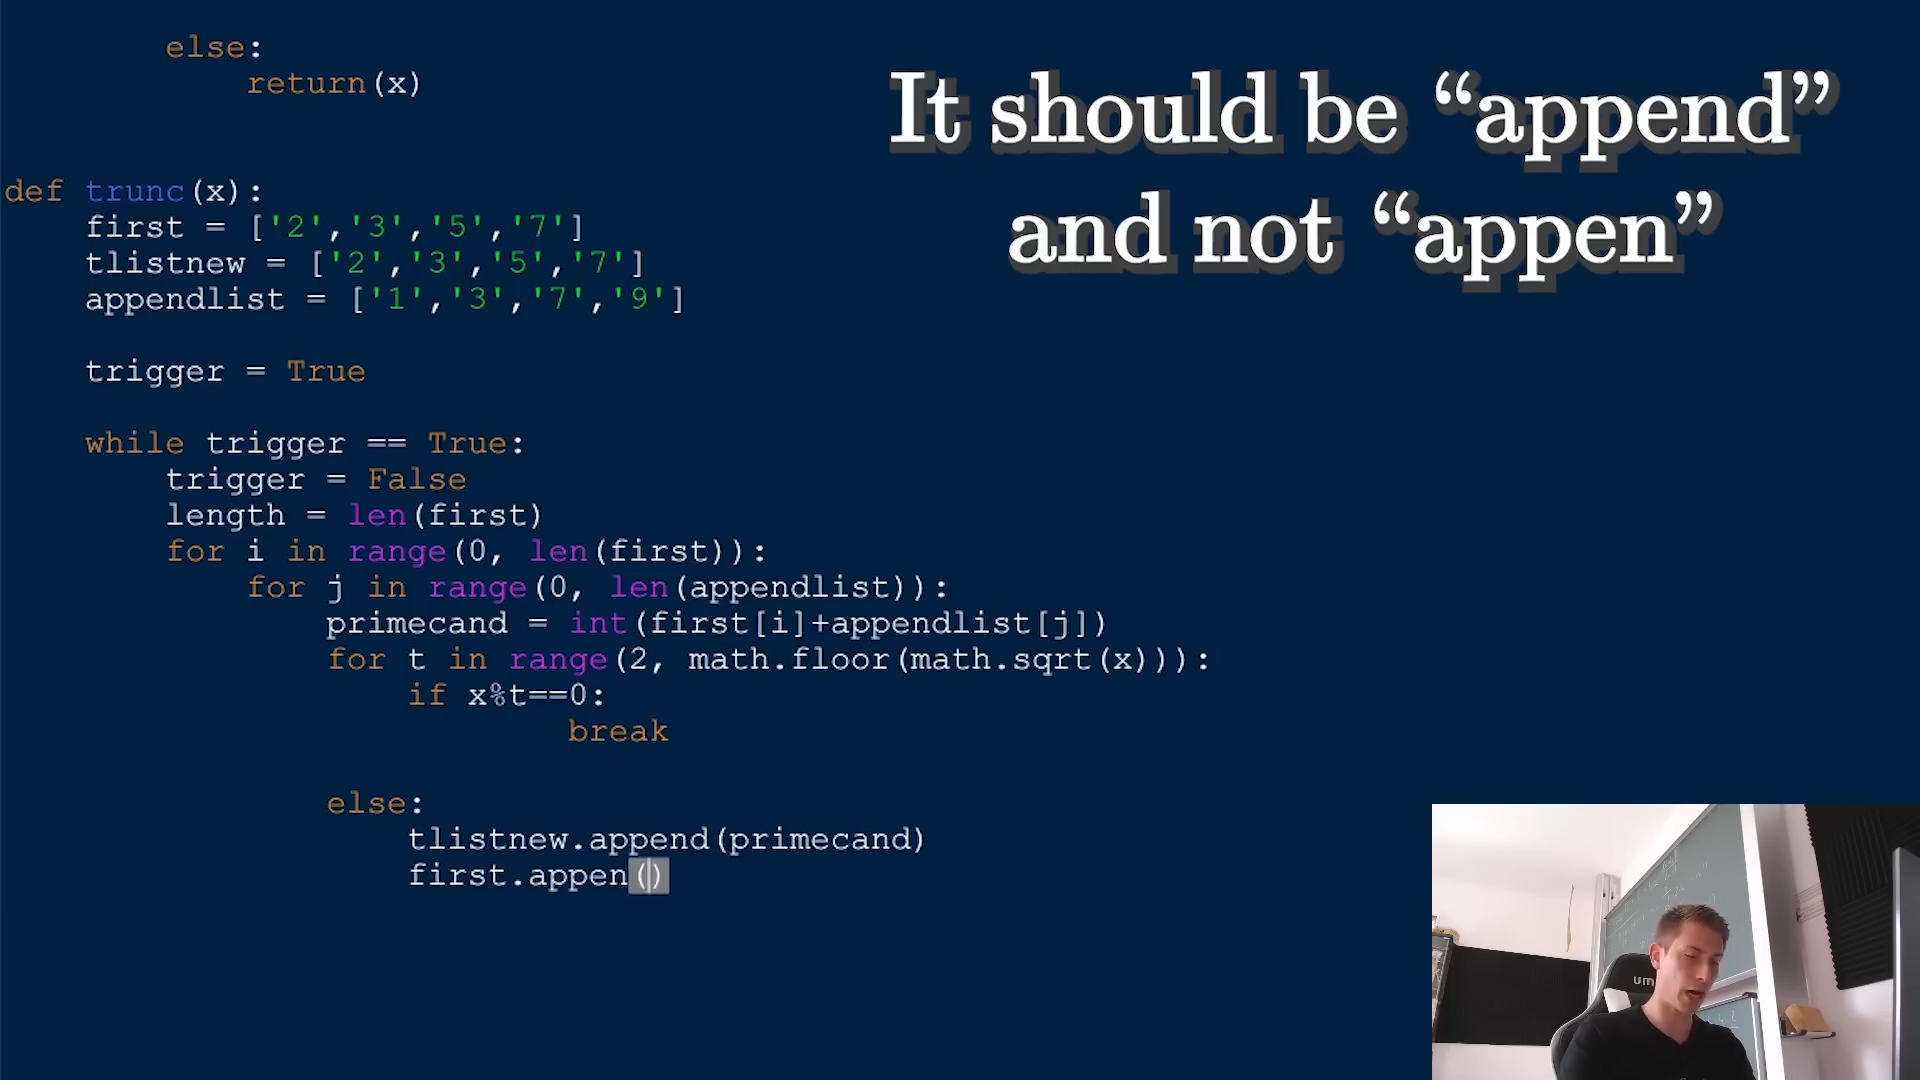 else:
return(x)
It should be “append”
and not “appen”
def trunc(x):
first = ['2','3','5','7']
tlistnew = ['2','3','5','7']
appendlist = ['1','3','7','9']
trigger = True
while trigger == True:
trigger = False
length = len(first)
for i in range(0, len(first)):
for j in range(0, len(appendlist)):
primecand = int(first[i]+appendlist[j])
for t in range(2, math.floor(math.sqrt(x))):
if x%t==0:
break
else:
tlistnew.append(primecand)
first.appen()
um